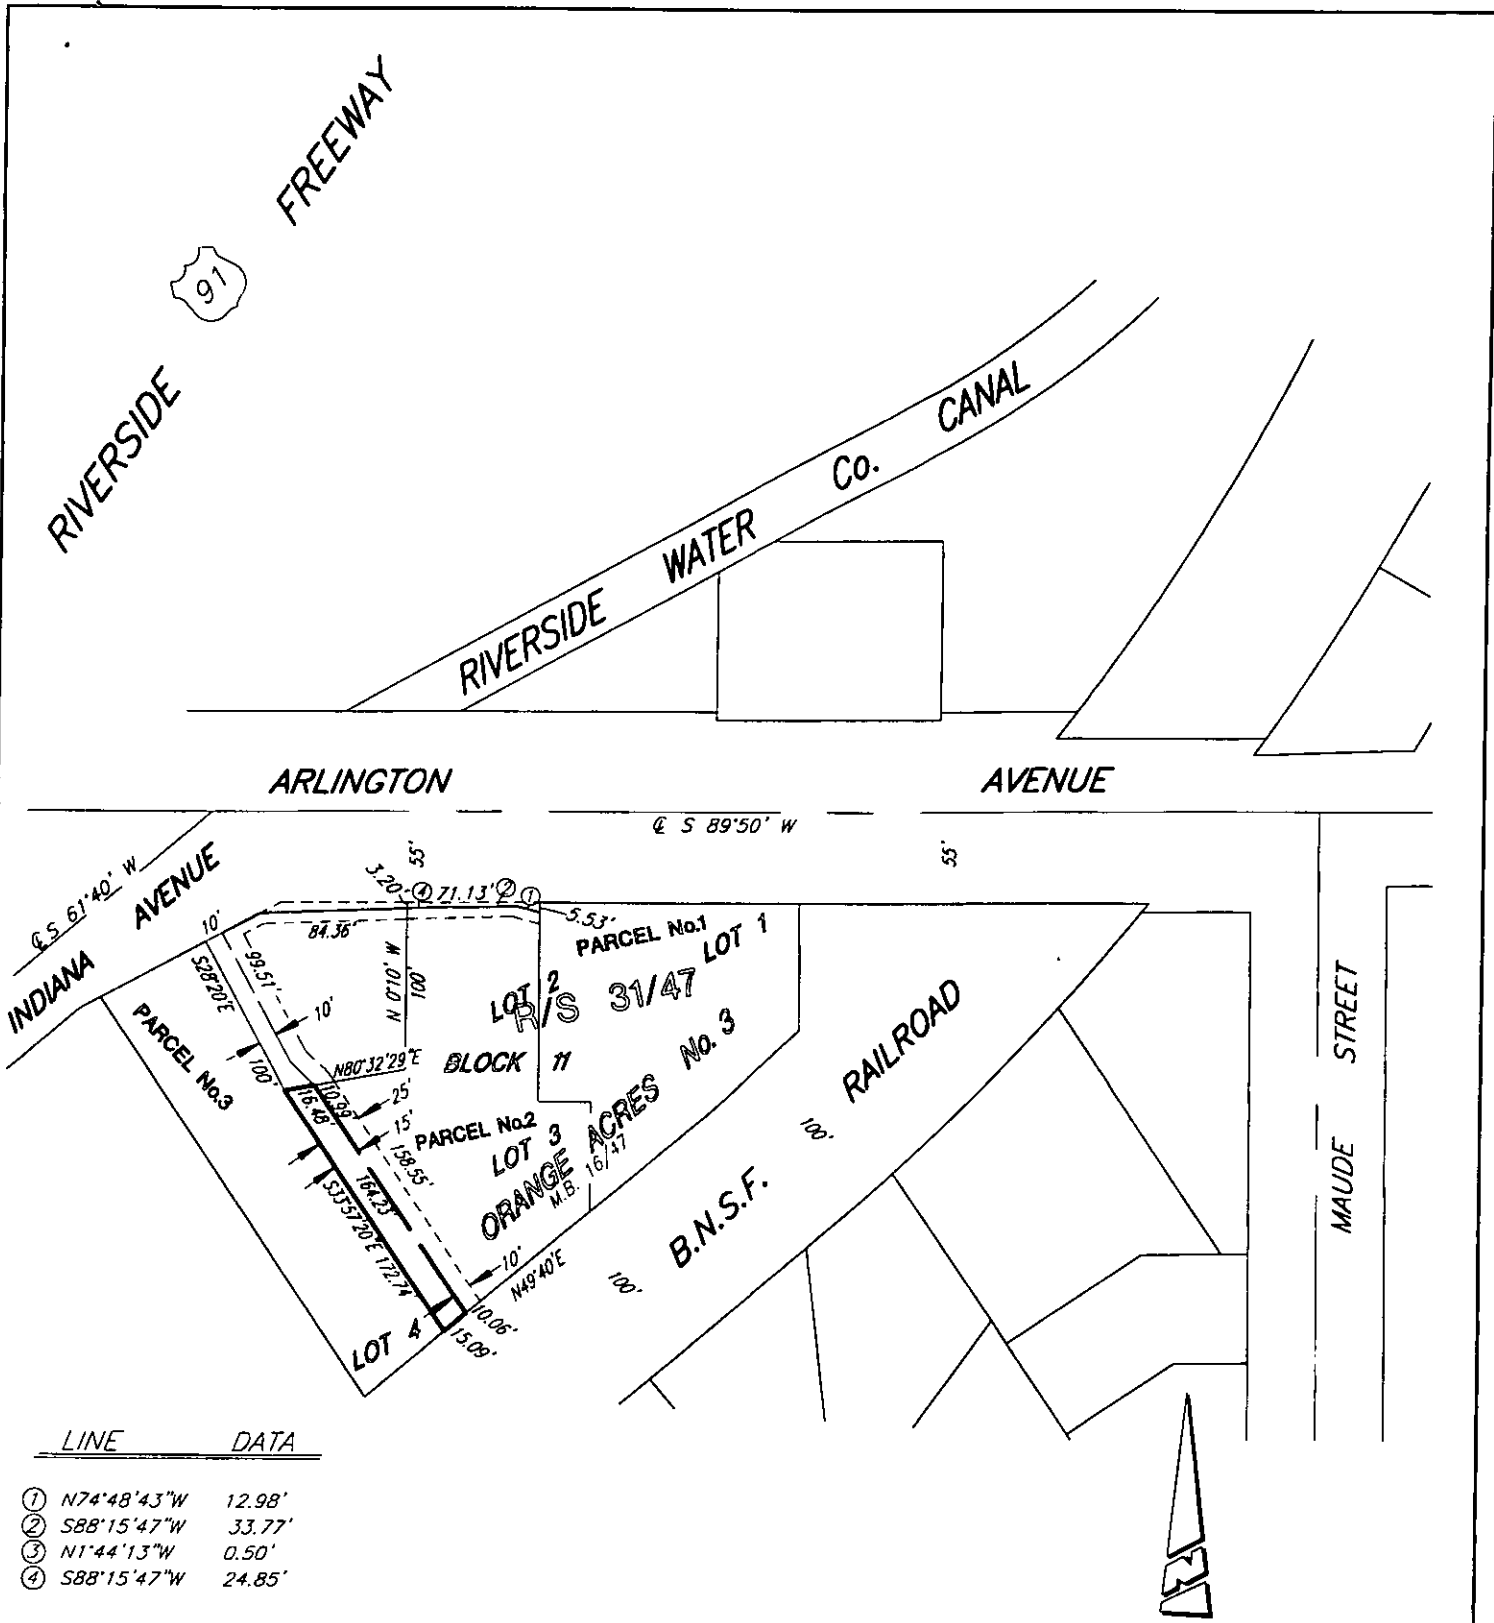 RIVERSIDE 91 FREEWAY
RIVERSIDE WATER Co. CANAL
ARLINGTON AVENUE
℄ S 89°50' W
℄ S 61°40' W
INDIANA AVENUE
55'
55'
3.20'
④ 71.13' ② ①
5.53'
10'
84.36'
PARCEL No.1
LOT 1
99.51'
S28°20'E
N 0°10' W
100'
LOT 2
R/S 31/47
10'
PARCEL No.3
100'
N80°32'29"E
BLOCK 11
No. 3
16.48'
10.99'
25'
15'
PARCEL No.2
LOT 3
ORANGE ACRES
M.B. 16/47
158.55'
164.23'
S33°57'20"E 172.74'
10'
N49°40'E
10.06'
15.09'
LOT 4
B.N.S.F. RAILROAD
100'
100'
MAUDE STREET
LINE DATA
① N74°48'43"W 12.98'
② S88°15'47"W 33.77'
③ N1°44'13"W 0.50'
④ S88°15'47"W 24.85'
N